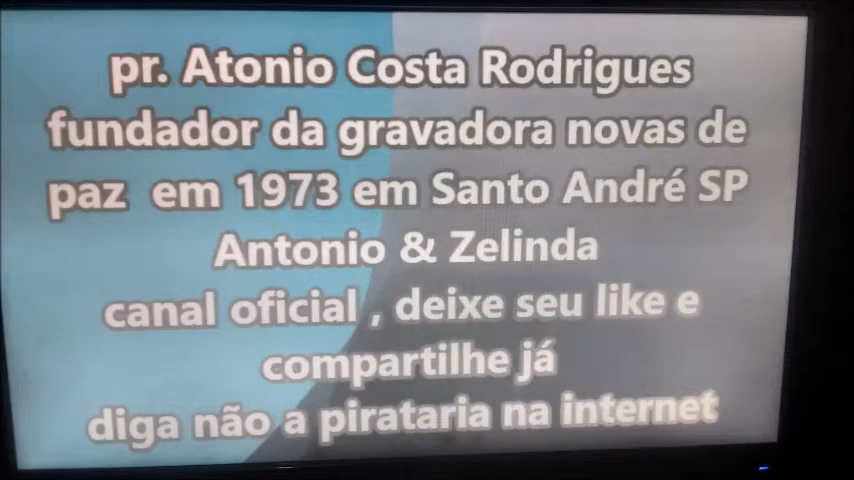 pr. Atonio Costa Rodrigues
fundador da gravadora novas de
paz em 1973 em Santo André SP
Antonio & Zelinda
canal oficial , deixe seu like e
compartilhe já
diga não a pirataria na internet